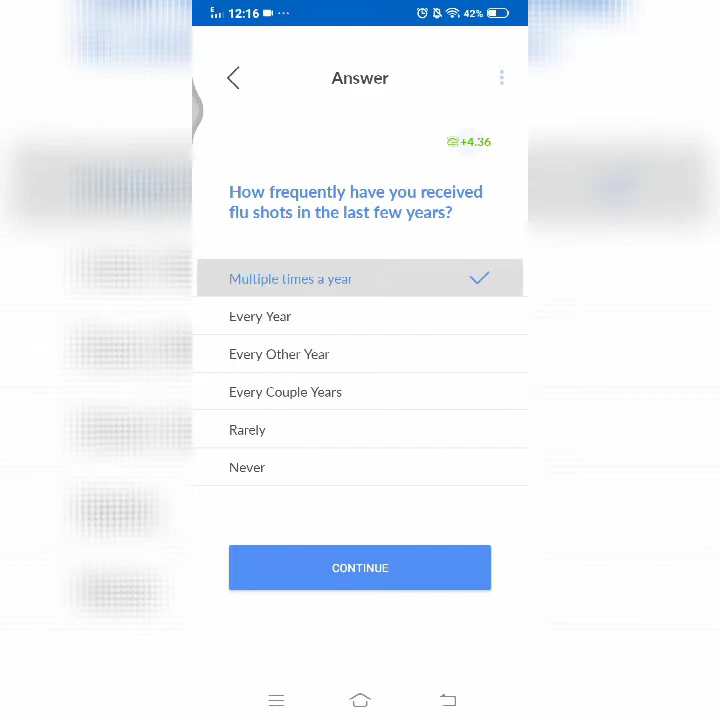 E 12:16 ... 42%
Answer
+4.36
How frequently have you received
flu shots in the last few years?
Multiple times a year
Every Year
Every Other Year
Every Couple Years
Rarely
Never
CONTINUE